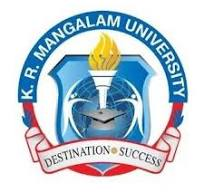 K. R. MANGALAM UNIVERSITY
DESTINATION • SUCCESS